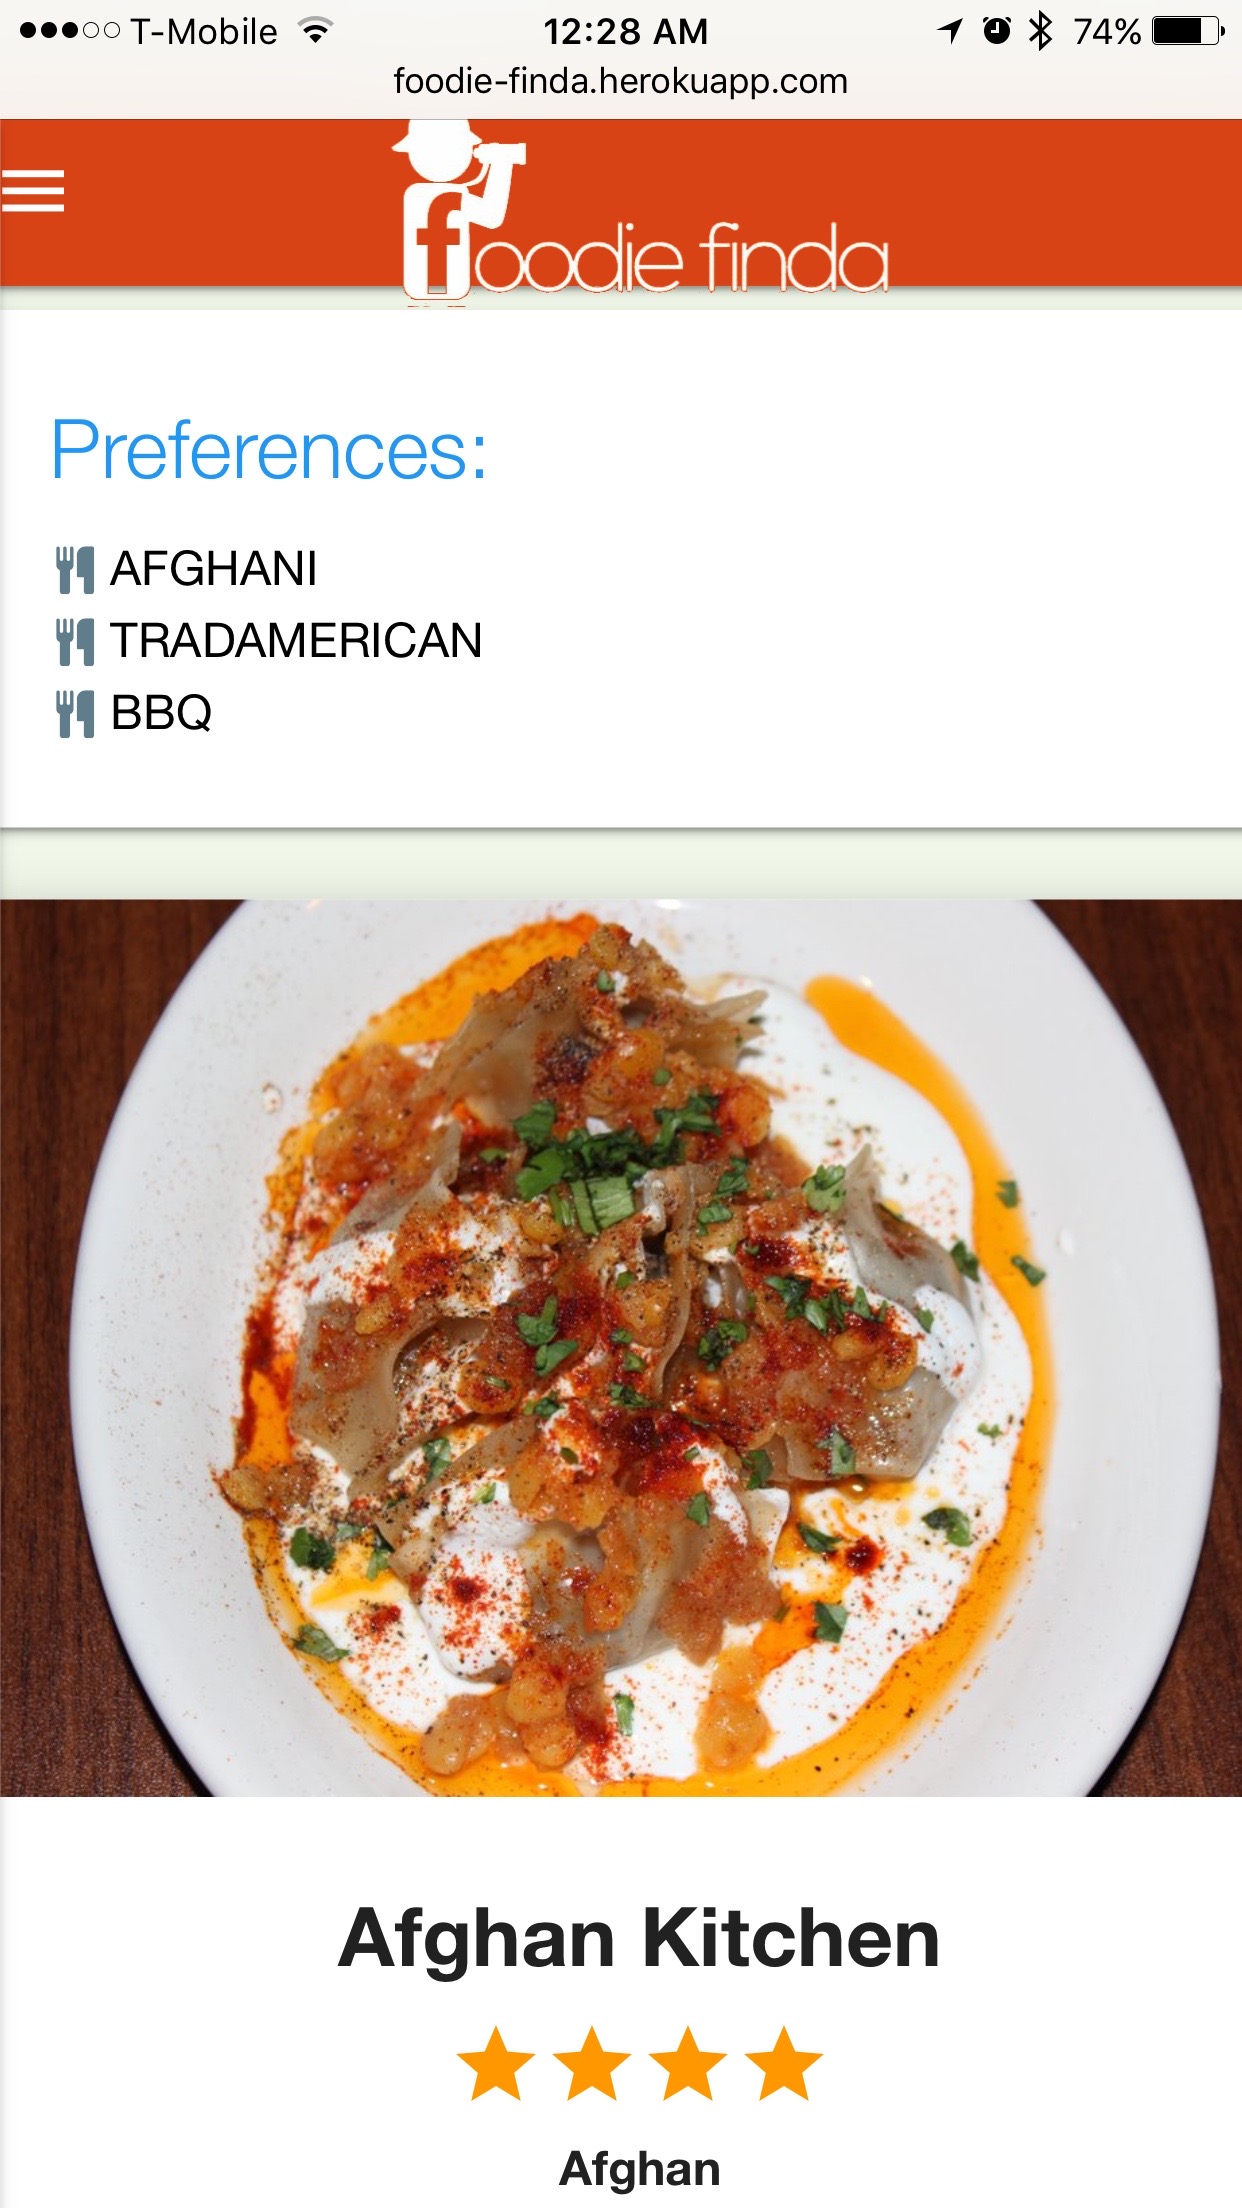 T-Mobile 12:28 AM 74%
foodie-finda.herokuapp.com
foodie finda
Preferences:
AFGHANI
TRADAMERICAN
BBQ
Afghan Kitchen
Afghan